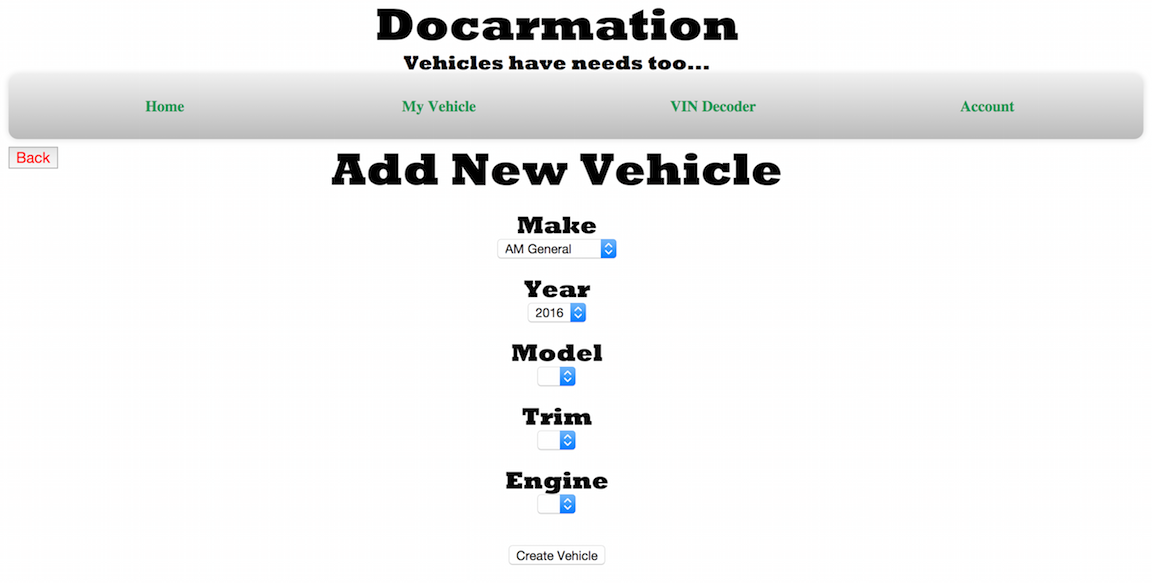 Docarmation
Vehicles have needs too...
Home My Vehicle VIN Decoder Account
Back
Add New Vehicle
Make
AM General
Year
2016
Model
Trim
Engine
Create Vehicle